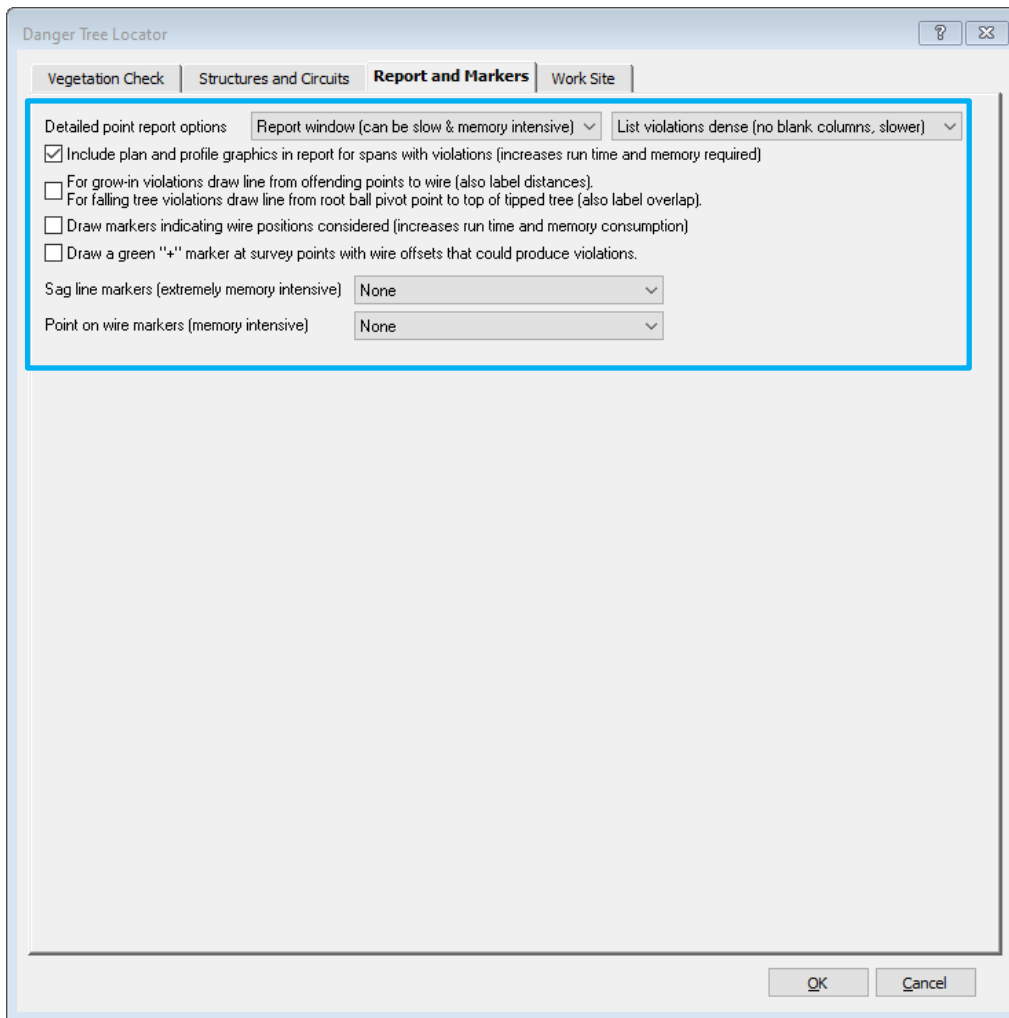 Danger Tree Locator
Vegetation Check Structures and Circuits Report and Markers Work Site
Detailed point report options Report window (can be slow & memory intensive) List violations dense (no blank columns, slower)
Include plan and profile graphics in report for spans with violations (increases run time and memory required)
For grow-in violations draw line from offending points to wire (also label distances).
For falling tree violations draw line from root ball pivot point to top of tipped tree (also label overlap).
Draw markers indicating wire positions considered (increases run time and memory consumption)
Draw a green "+" marker at survey points with wire offsets that could produce violations.
Sag line markers (extremely memory intensive) None
Point on wire markers (memory intensive) None
OK Cancel